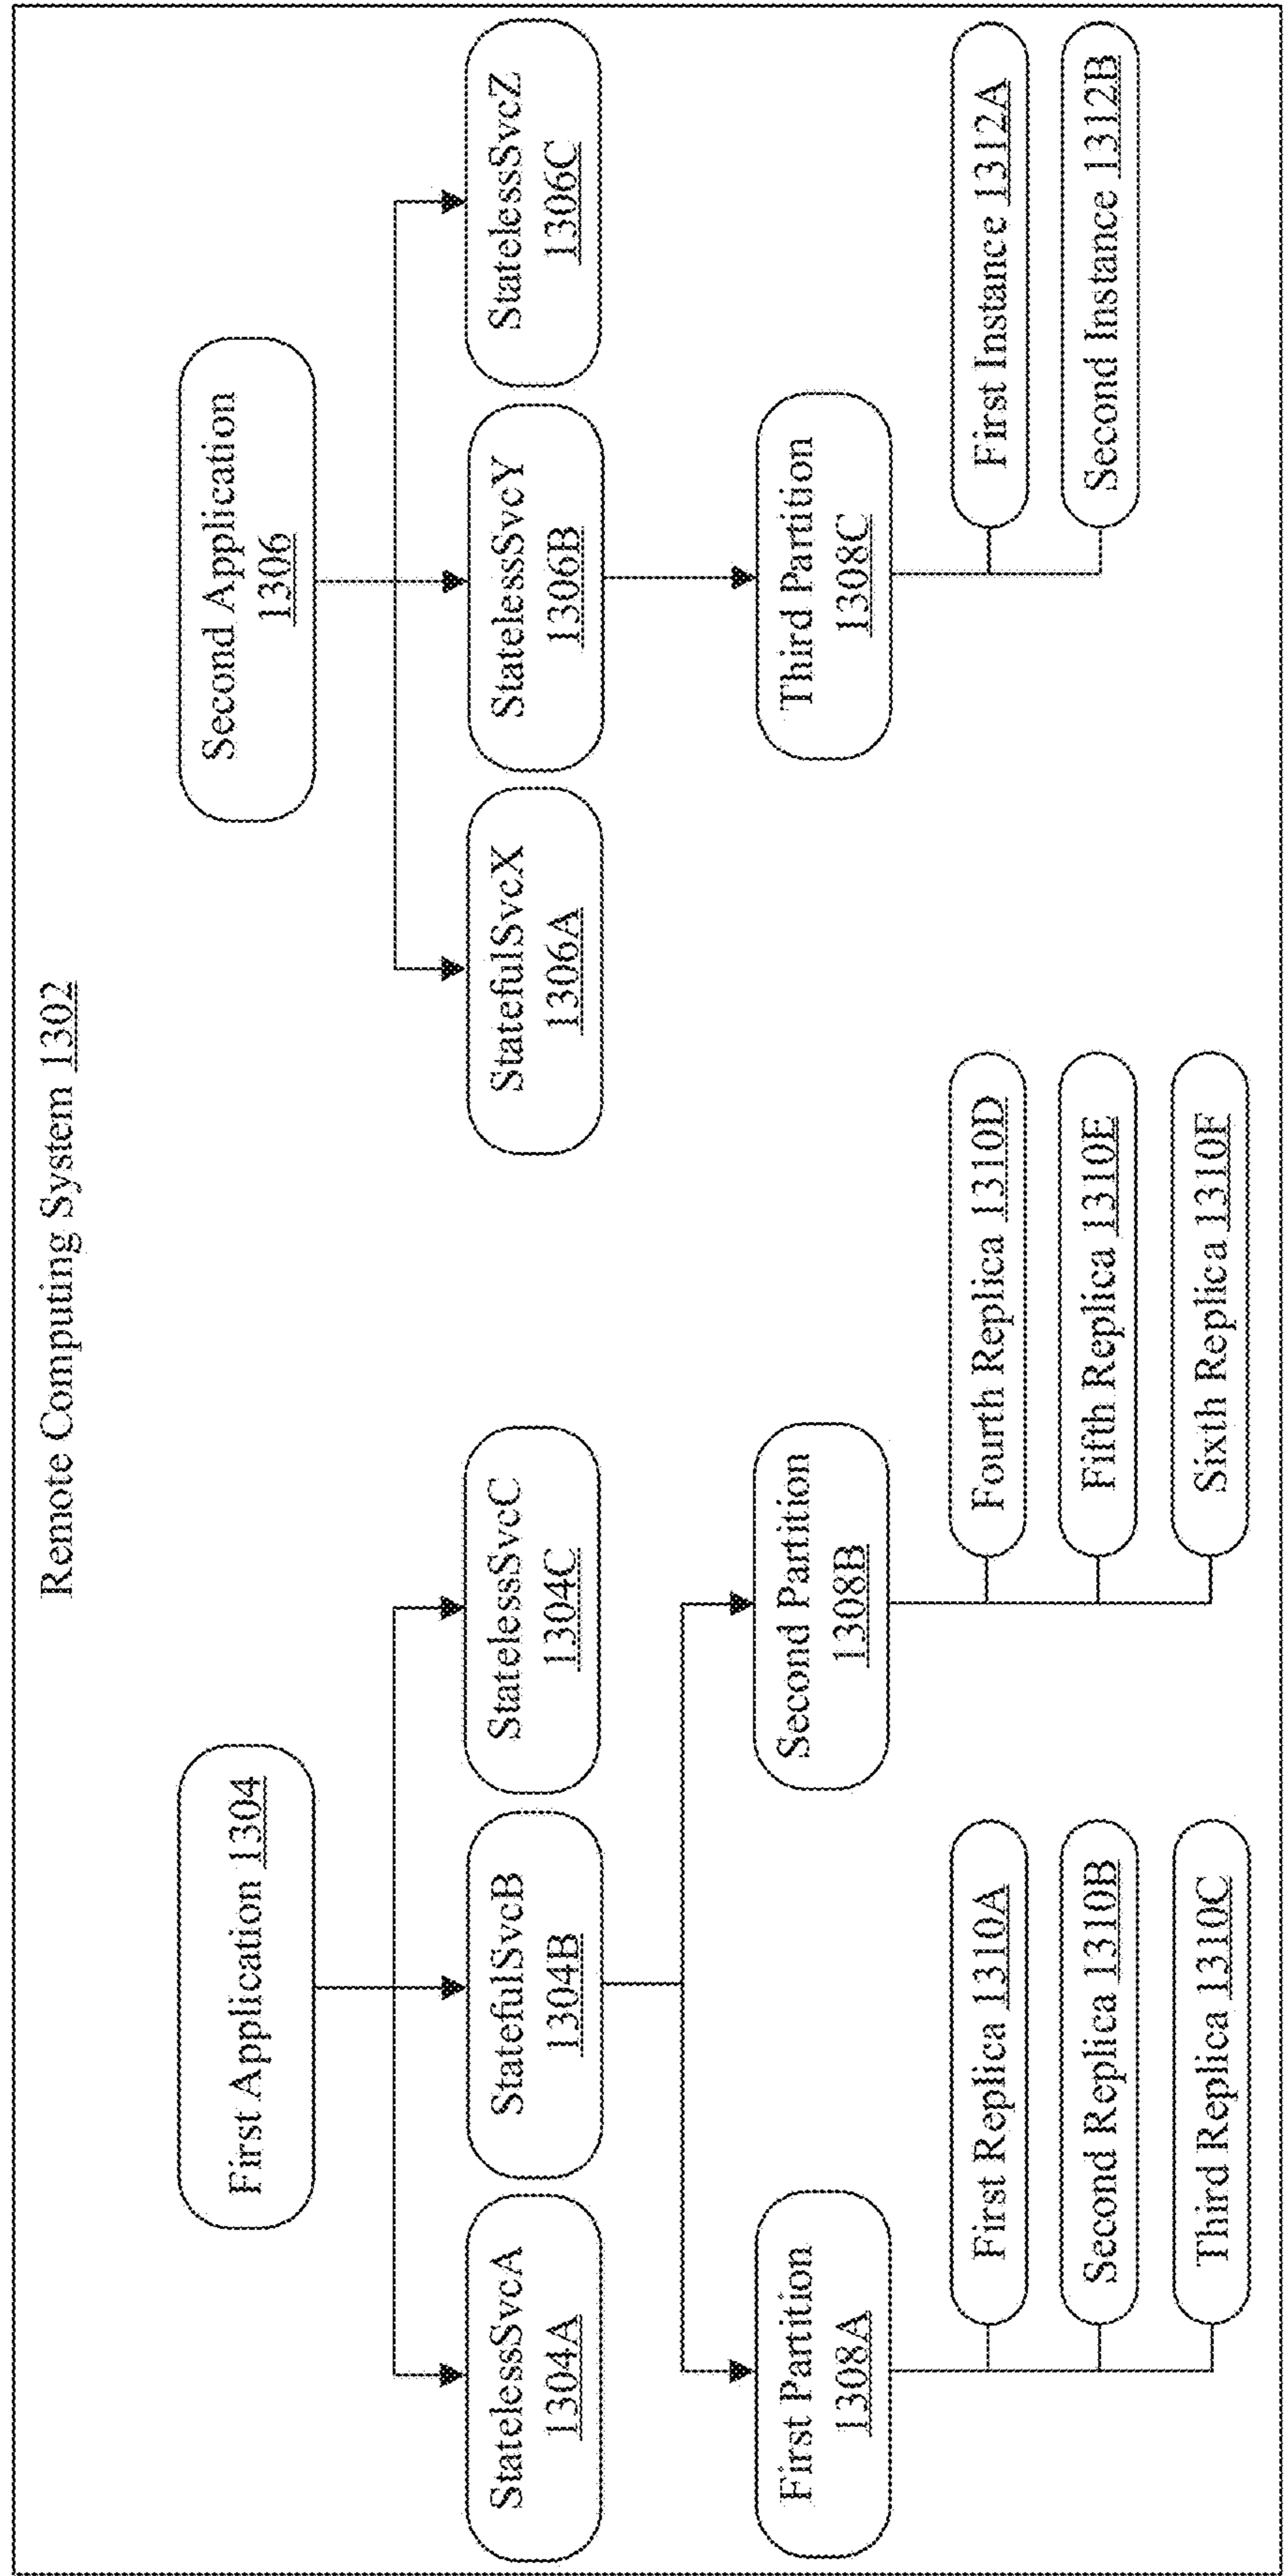 Remote Computing System 1302
First Application 1304
Second Application
1306
StatelessSvcA
1304A
StatefulSvcB
1304B
StatelessSvcC
1304C
StatefulSvcX
1306A
StatelessSvcY
1306B
StatelessSvcZ
1306C
First Partition
1308A
Second Partition
1308B
Third Partition
1308C
First Replica 1310A
Second Replica 1310B
Third Replica 1310C
Fourth Replica 1310D
Fifth Replica 1310E
Sixth Replica 1310F
First Instance 1312A
Second Instance 1312B